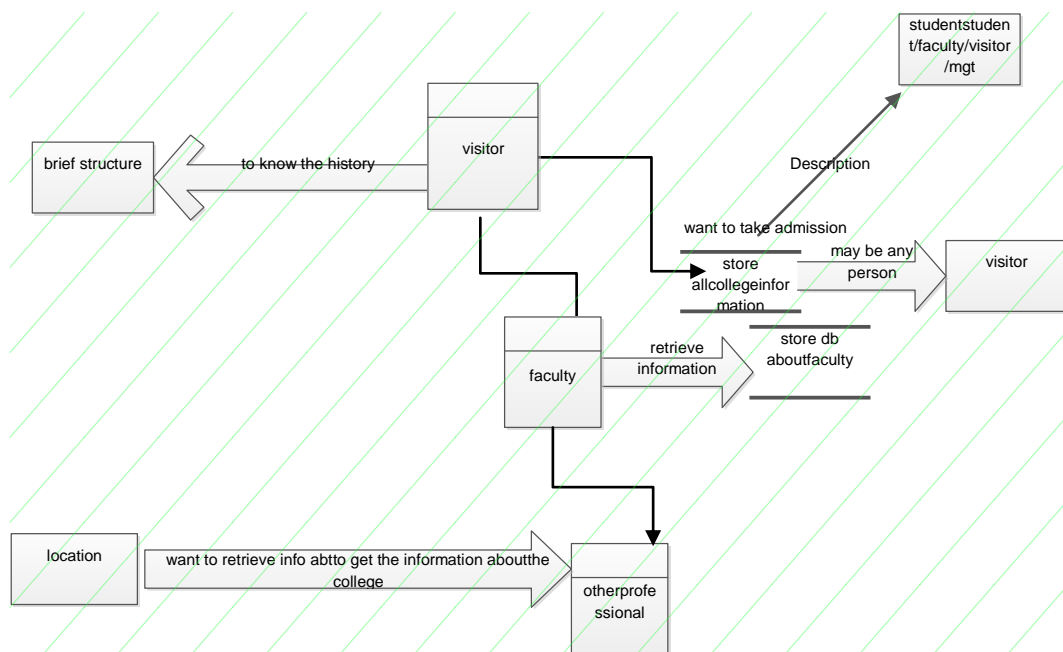 studentstuden
t/faculty/visitor
/mgt
visitor
brief structure
to know the history
Description
want to take admission
store
allcollegeinfor
mation
may be any
person
visitor
retrieve
information
store db
aboutfaculty
faculty
location
want to retrieve info abtto get the information aboutthe
college
otherprofe
ssional